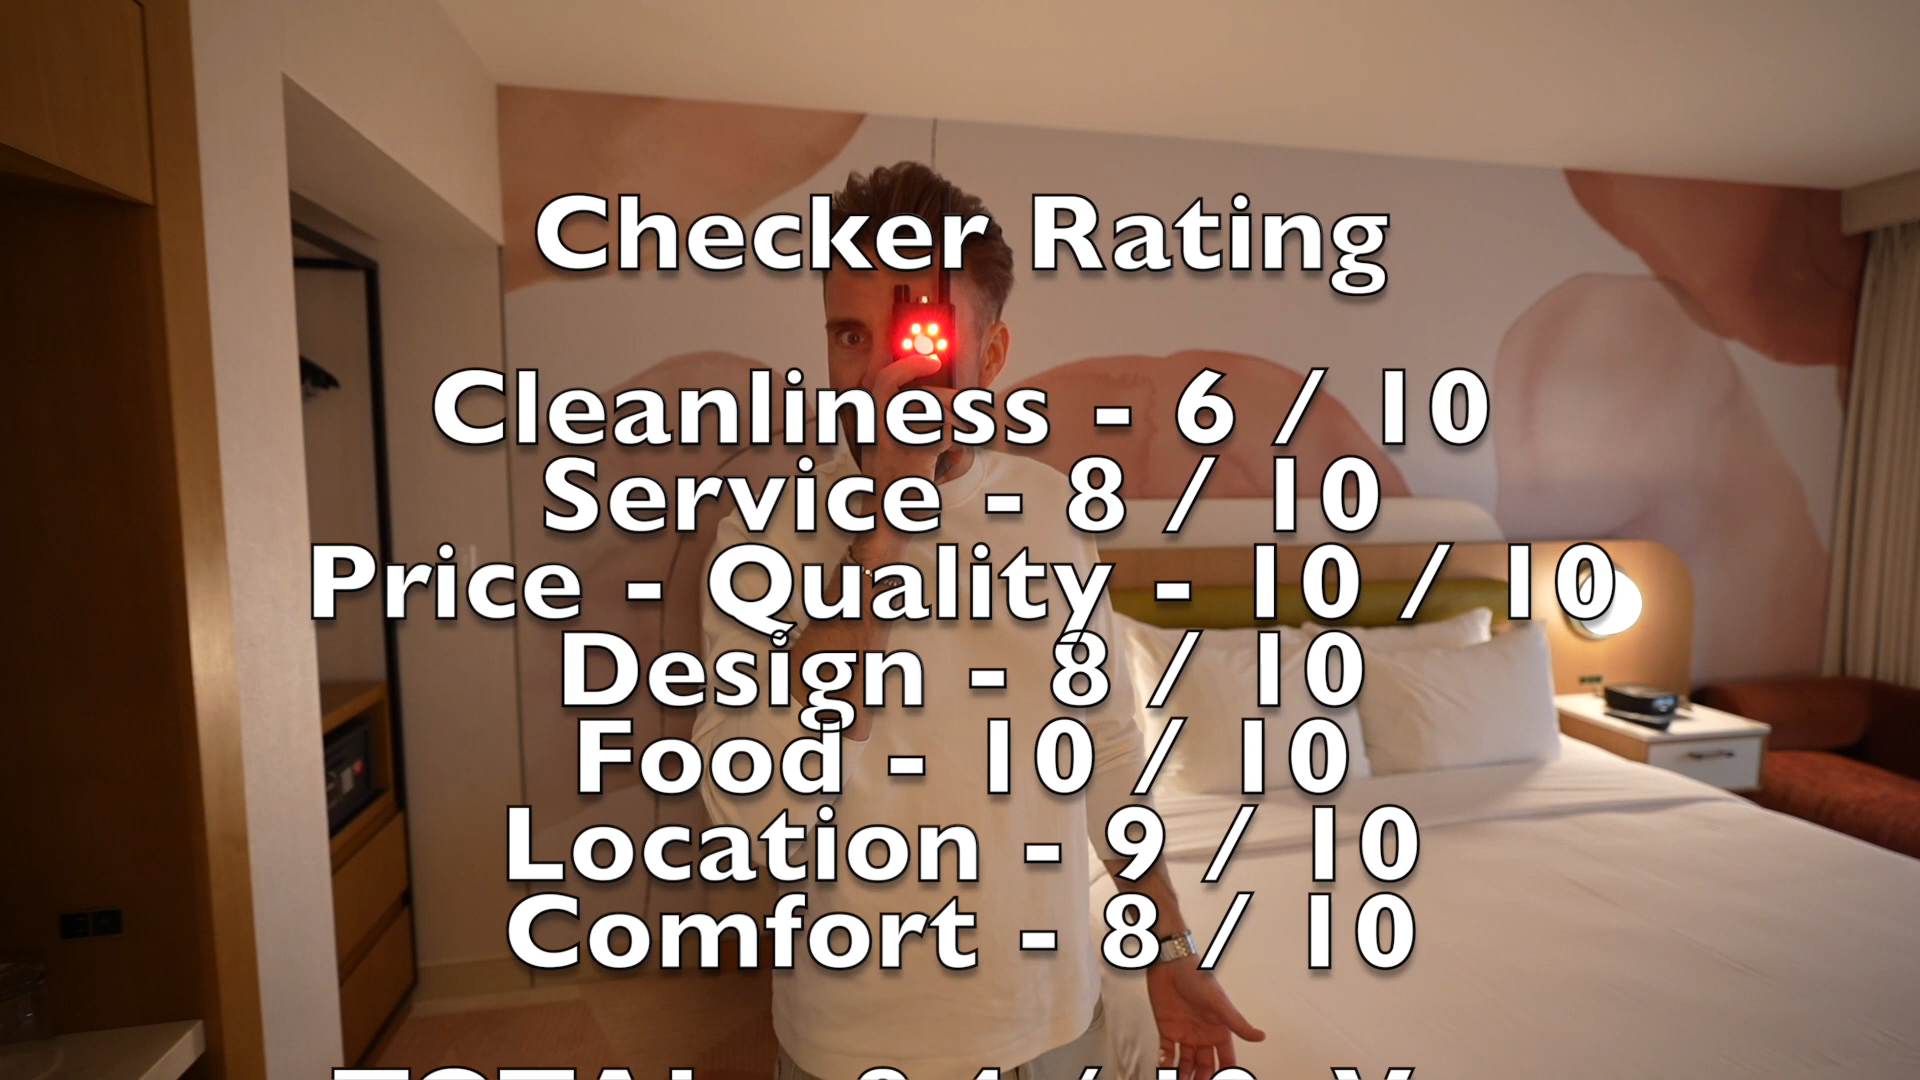 Checker Rating
Cleanliness - 6 / 10
Service - 8 / 10
Price - Quality - 10 / 10
Design - 8 / 10
Food - 10 / 10
Location - 9 / 10
Comfort - 8 / 10